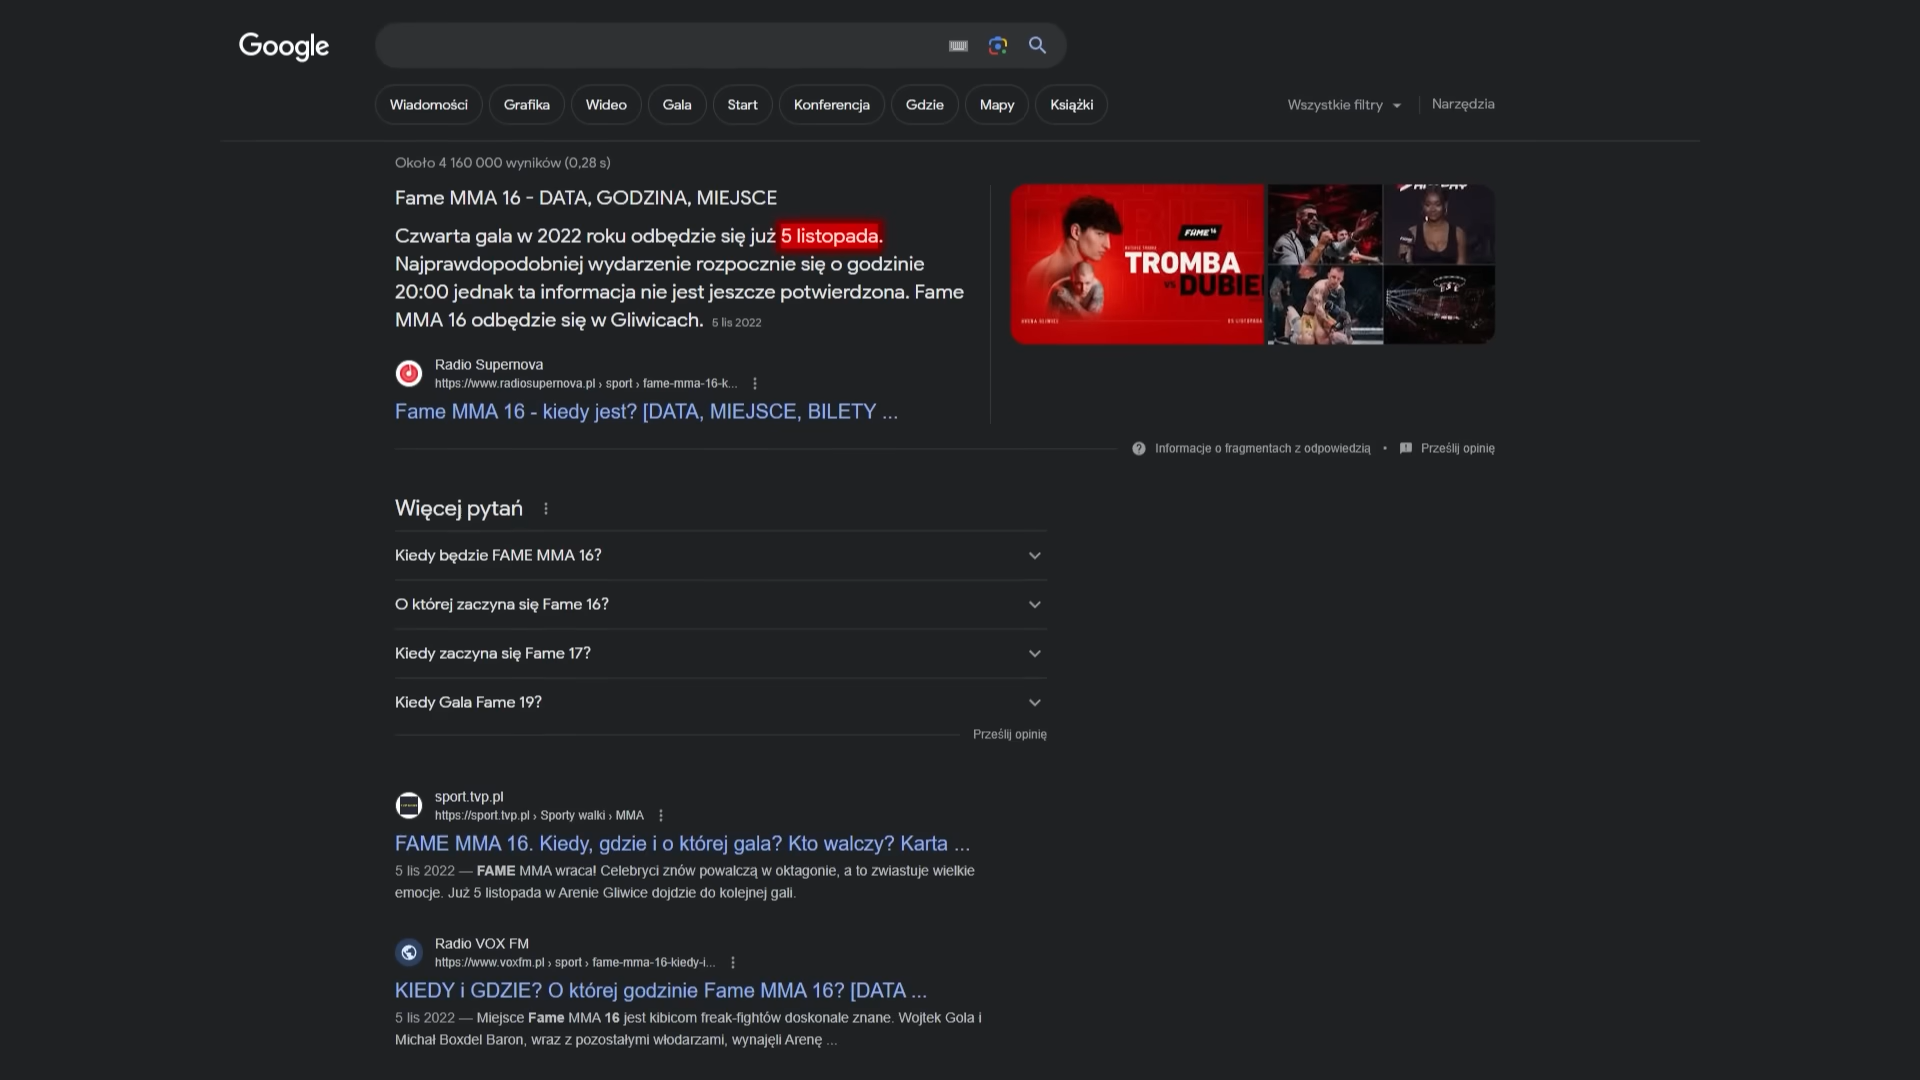 Google
Wiadomości Grafika Wideo Gala Start Konferencja Gdzie Mapy Książki Wszystkie filtry Narzędzia
Około 4 160 000 wyników (0,28 s)
Fame MMA 16 - DATA, GODZINA, MIEJSCE
Czwarta gala w 2022 roku odbędzie się już 5 listopada.
Najprawdopodobniej wydarzenie rozpocznie się o godzinie
20:00 jednak ta informacja nie jest jeszcze potwierdzona. Fame
MMA 16 odbędzie się w Gliwicach. 5 lis 2022
FAME 16
TROMBA
VS DUBIE
ARENA GLIWICE 05 LISTOPADA
Radio Supernova
https://www.radiosupernova.pl › sport › fame-mma-16-k...
Fame MMA 16 - kiedy jest? [DATA, MIEJSCE, BILETY ...
Informacje o fragmentach z odpowiedzią • Prześlij opinię
Więcej pytań
Kiedy będzie FAME MMA 16?
O której zaczyna się Fame 16?
Kiedy zaczyna się Fame 17?
Kiedy Gala Fame 19?
Prześlij opinię
sport.tvp.pl
https://sport.tvp.pl › Sporty walki › MMA
FAME MMA 16. Kiedy, gdzie i o której gala? Kto walczy? Karta ...
5 lis 2022 — FAME MMA wraca! Celebryci znów powalczą w oktagonie, a to zwiastuje wielkie
emocje. Już 5 listopada w Arenie Gliwice dojdzie do kolejnej gali.
Radio VOX FM
https://www.voxfm.pl › sport › fame-mma-16-kiedy-i...
KIEDY i GDZIE? O której godzinie Fame MMA 16? [DATA ...
5 lis 2022 — Miejsce Fame MMA 16 jest kibicom freak-fightów doskonale znane. Wojtek Gola i
Michał Boxdel Baron, wraz z pozostałymi włodarzami, wynajęli Arenę ...